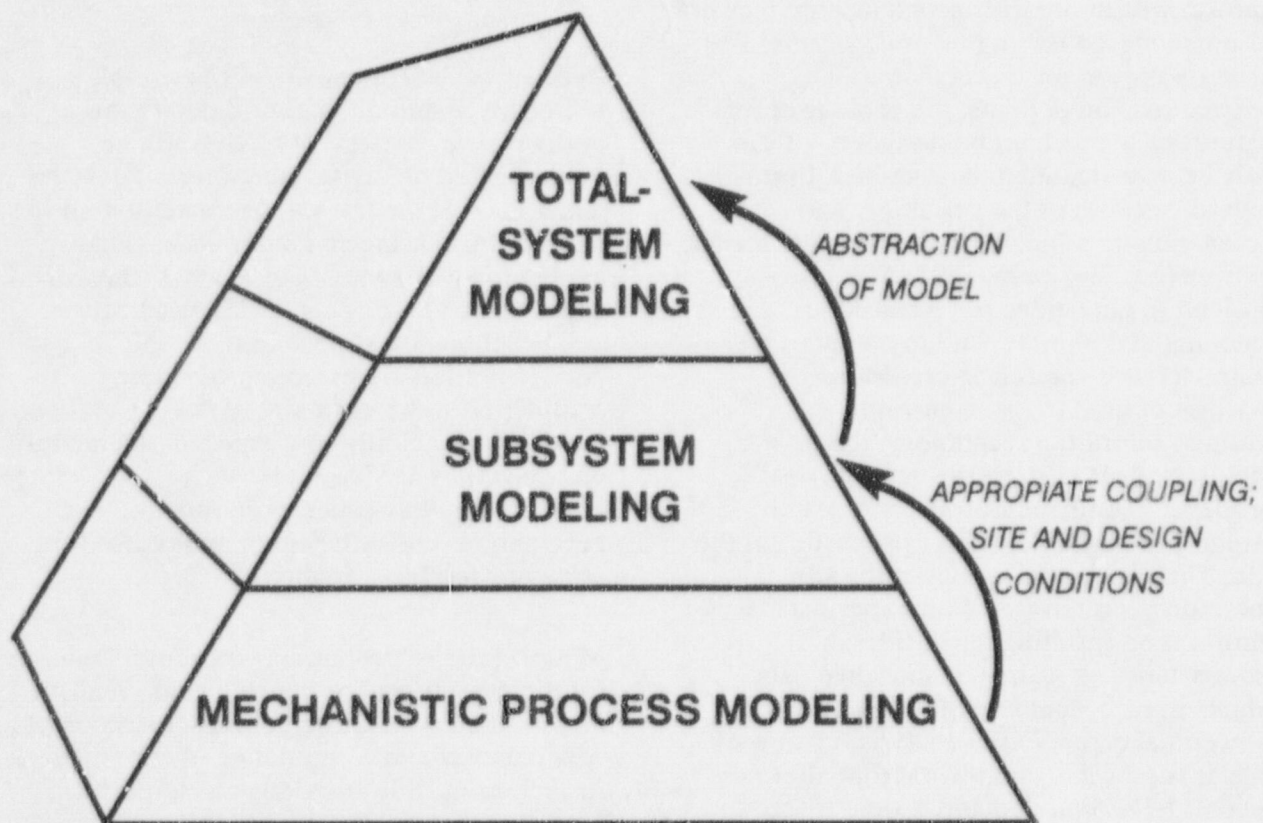 TOTAL-
SYSTEM
MODELING
ABSTRACTION
OF MODEL
SUBSYSTEM
MODELING
APPROPIATE COUPLING;
SITE AND DESIGN
CONDITIONS
MECHANISTIC PROCESS MODELING